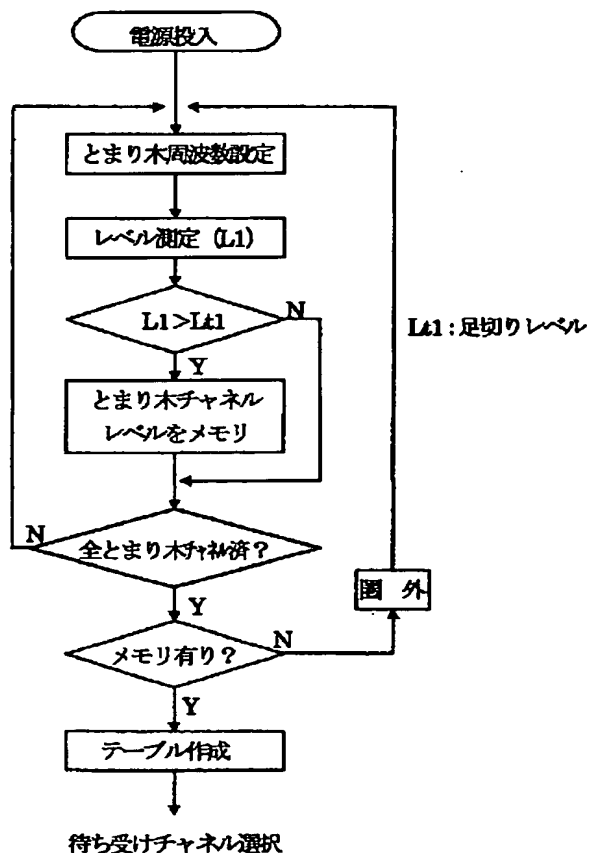 電源投入
とまり木周波数設定
レベル測定 (L1)
L1>Lt1
N
Y
Lt1:足切りレベル
とまり木チャネル
レベルをメモリ
N
全とまり木チャネル済?
Y
圏 外
メモリ有り?
N
Y
テーブル作成
待ち受けチャネル選択